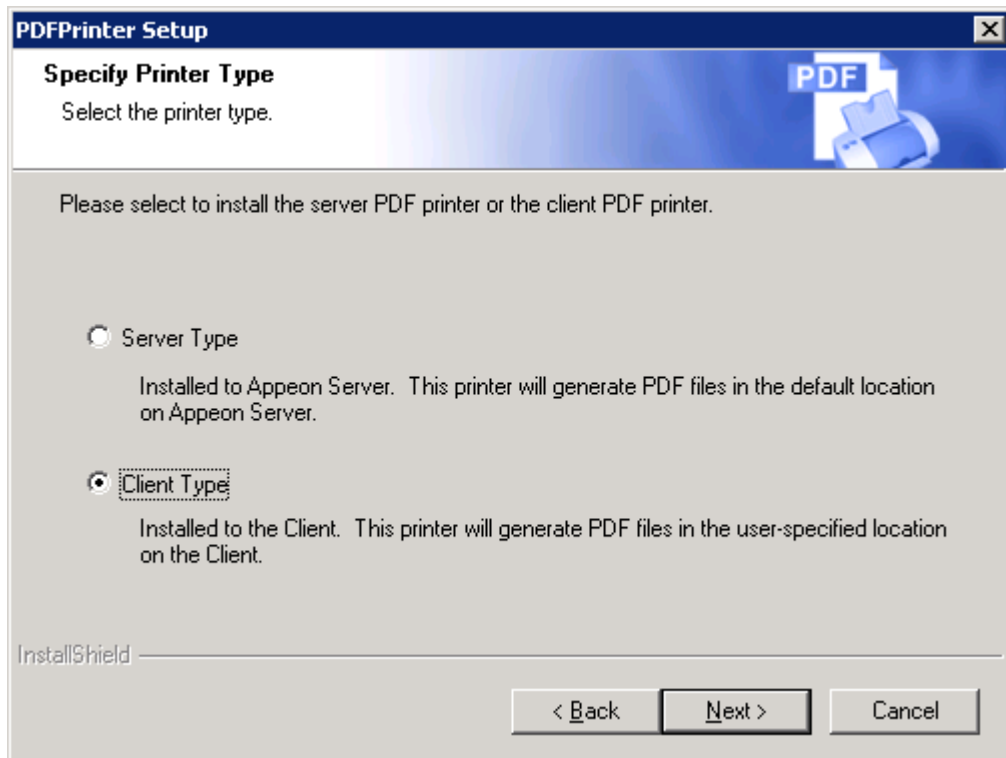 PDFPrinter Setup
Specify Printer Type
Select the printer type.
PDF
Please select to install the server PDF printer or the client PDF printer.
Server Type
Installed to Appeon Server.  This printer will generate PDF files in the default location
on Appeon Server.
Client Type
Installed to the Client.  This printer will generate PDF files in the user-specified location
on the Client.
InstallShield
< Back
Next >
Cancel